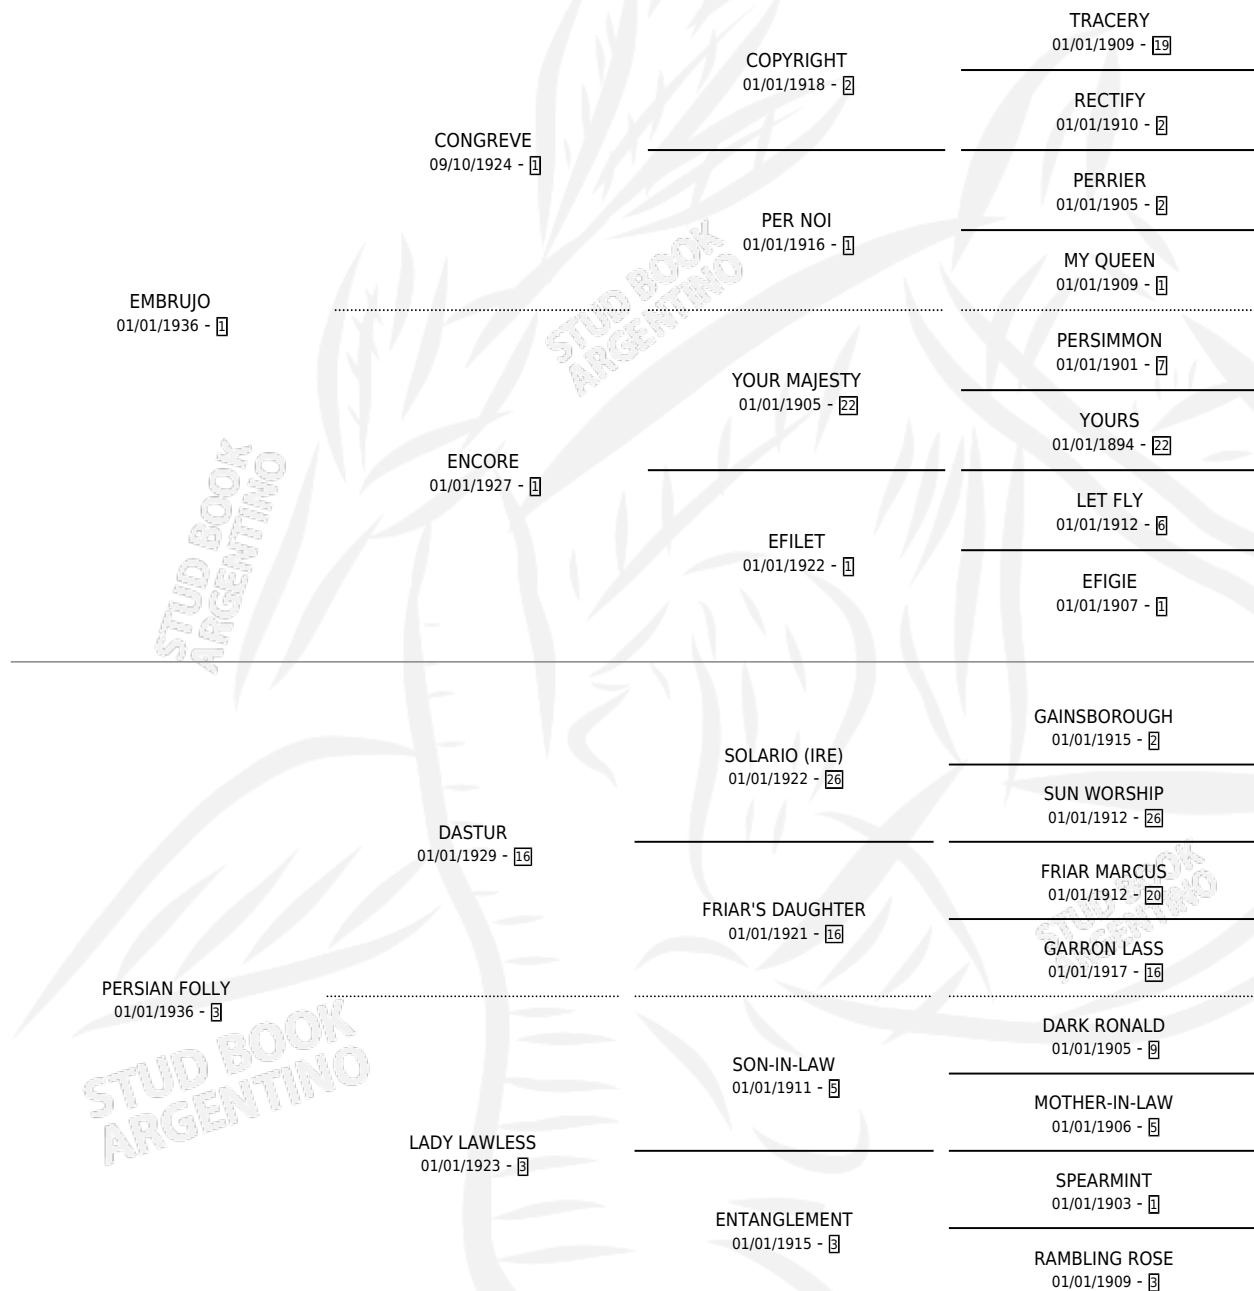 TRACERY
01/01/1909 - 19
COPYRIGHT
01/01/1918 - 2
RECTIFY
01/01/1910 - 2
CONGREVE
09/10/1924 - 1
PERRIER
01/01/1905 - 2
PER NOI
01/01/1916 - 1
MY QUEEN
01/01/1909 - 1
EMBRUJO
01/01/1936 - 1
PERSIMMON
01/01/1901 - 7
YOUR MAJESTY
01/01/1905 - 22
YOURS
01/01/1894 - 22
ENCORE
01/01/1927 - 1
LET FLY
01/01/1912 - 6
EFILET
01/01/1922 - 1
EFIGIE
01/01/1907 - 1
GAINSBOROUGH
01/01/1915 - 2
SOLARIO (IRE)
01/01/1922 - 26
SUN WORSHIP
01/01/1912 - 26
DASTUR
01/01/1929 - 16
FRIAR MARCUS
01/01/1912 - 20
FRIAR'S DAUGHTER
01/01/1921 - 16
GARRON LASS
01/01/1917 - 16
PERSIAN FOLLY
01/01/1936 - 3
DARK RONALD
01/01/1905 - 9
SON-IN-LAW
01/01/1911 - 5
MOTHER-IN-LAW
01/01/1906 - 5
LADY LAWLESS
01/01/1923 - 3
SPEARMINT
01/01/1903 - 1
ENTANGLEMENT
01/01/1915 - 3
RAMBLING ROSE
01/01/1909 - 3
STUD BOOK
ARGENTINO
STUD BOOK
ARGENTINO
STUD BOOK
ARGENTINO
STUD BOOK
ARGENTINO